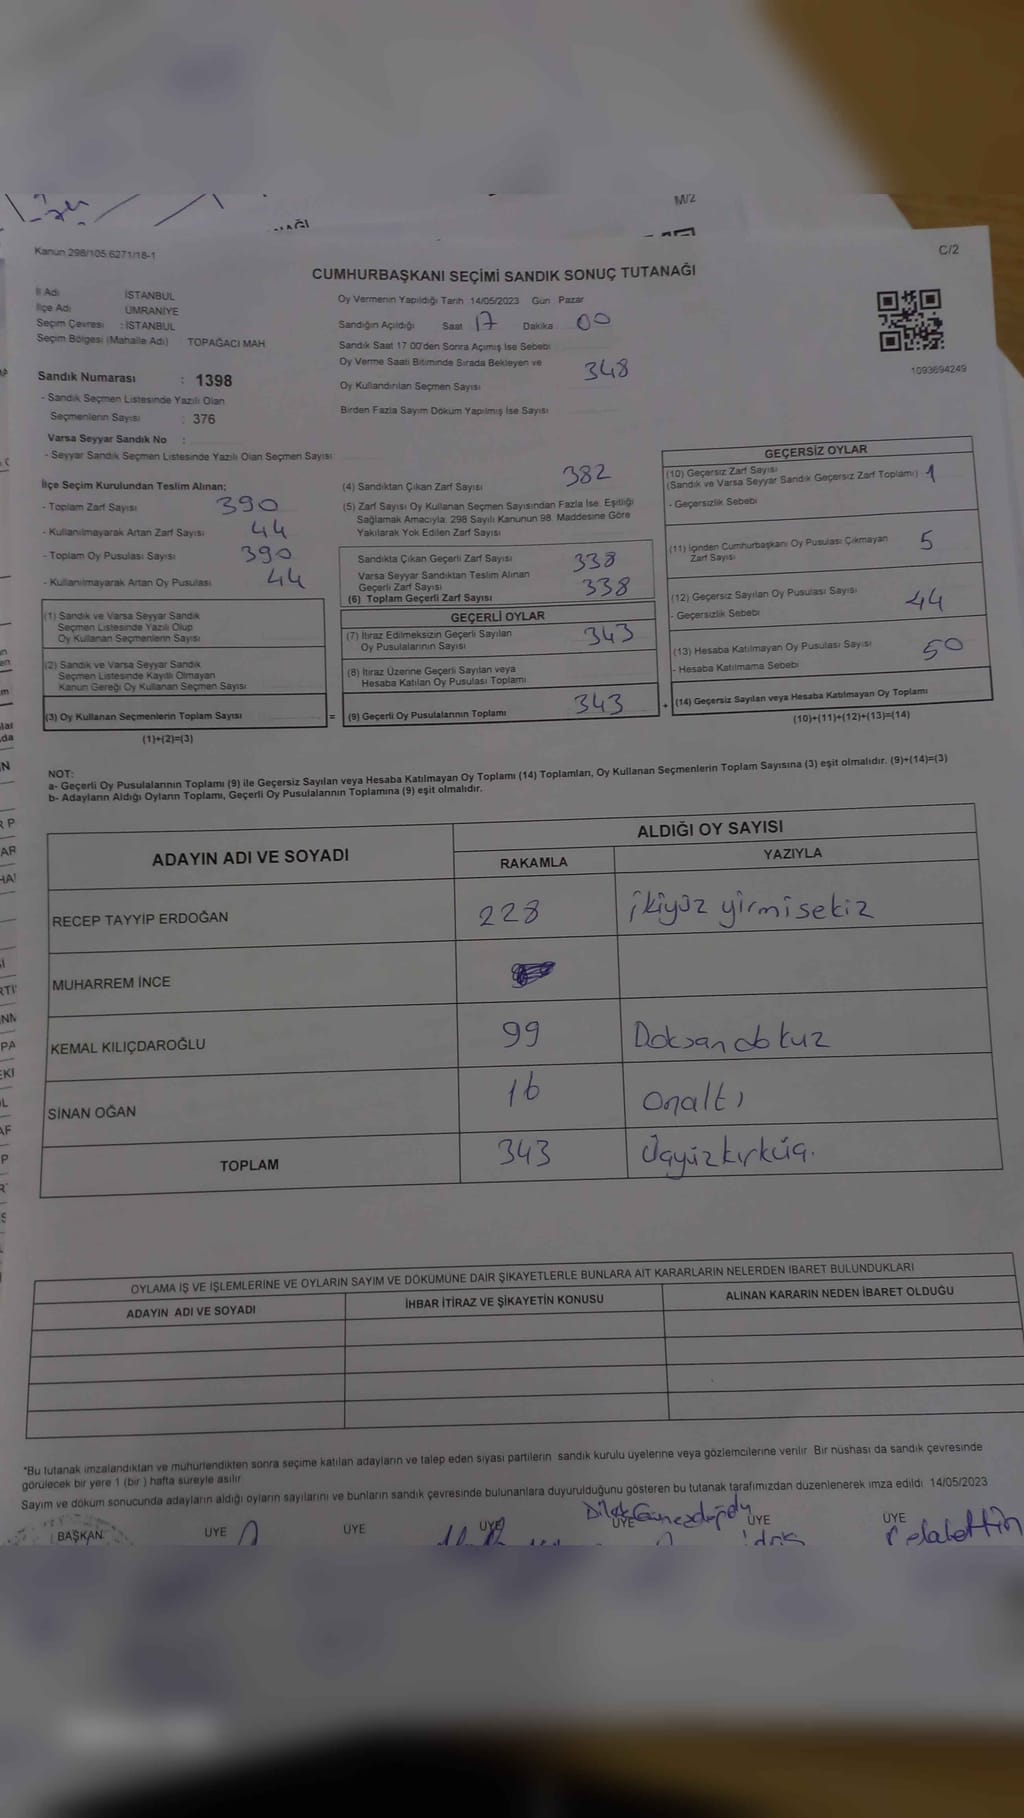 M/2
Kanun 298/105.6271/18-1
C/2
CUMHURBAŞKANI SEÇİMİ SANDIK SONUÇ TUTANAĞI
İl Adı İSTANBUL
İlçe Adı ÜMRANİYE
Seçim Çevresi : İSTANBUL
Seçim Bölgesi (Mahalle Adı) TOPAĞACI MAH
Oy Vermenin Yapıldığı Tarih 14/05/2023 Gün Pazar
Sandığın Açıldığı Saat 17 Dakika 00
Sandık Saat 17 00'den Sonra Açımış İse Sebebi
Oy Verme Saati Bitiminde Sırada Bekleyen ve
Oy Kullandırılan Seçmen Sayısı 348
Birden Fazla Sayım Döküm Yapılmış İse Sayısı
1093694249
Sandık Numarası : 1398
- Sandık Seçmen Listesinde Yazılı Olan
Seçmenlerin Sayısı : 376
Varsa Seyyar Sandık No :
- Seyyar Sandık Seçmen Listesinde Yazılı Olan Seçmen Sayısı
İlçe Seçim Kurulundan Teslim Alınan;
- Toplam Zarf Sayısı 390
- Kullanılmayarak Artan Zarf Sayısı 44
- Toplam Oy Pusulası Sayısı 390
- Kullanılmayarak Artan Oy Pusulası 44
(1) Sandık ve Varsa Seyyar Sandık
Seçmen Listesinde Yazılı Olup
Oy Kullanan Seçmenlerin Sayısı
(2) Sandık ve Varsa Seyyar Sandık
Seçmen Listesinde Kayıtlı Olmayan
Kanun Gereği Oy Kullanan Seçmen Sayısı
(3) Oy Kullanan Seçmenlerin Toplam Sayısı
(1)+(2)=(3)
=
(4) Sandıktan Çıkan Zarf Sayısı 382
(5) Zarf Sayısı Oy Kullanan Seçmen Sayısından Fazla İse. Eşitliği
Sağlamak Amacıyla. 298 Sayılı Kanunun 98. Maddesine Göre
Yakılarak Yok Edilen Zarf Sayısı
Sandıkta Çıkan Geçerli Zarf Sayısı 338
Varsa Seyyar Sandıktan Teslim Alınan
Geçerli Zarf Sayısı 338
(6) Toplam Geçerli Zarf Sayısı
GEÇERLİ OYLAR
(7) İtiraz Edilmeksizin Geçerli Sayılan
Oy Pusulalarının Sayısı 343
(8) İtiraz Üzerine Geçerli Sayılan veya
Hesaba Katılan Oy Pusulası Toplamı
(9) Geçerli Oy Pusulalarının Toplamı 343
+
GEÇERSİZ OYLAR
(10) Geçersiz Zarf Sayısı
(Sandık ve Varsa Seyyar Sandık Geçersiz Zarf Toplamı) 1
- Geçersizlik Sebebi
(11) İçinden Cumhurbaşkanı Oy Pusulası Çıkmayan
Zarf Sayısı 5
(12) Geçersiz Sayılan Oy Pusulası Sayısı 44
- Geçersizlik Sebebi
(13) Hesaba Katılmayan Oy Pusulası Sayısı 50
- Hesaba Katılmama Sebebi
(14) Geçersiz Sayılan veya Hesaba Katılmayan Oy Toplamı
(10)+(11)+(12)+(13)=(14)
NOT:
a- Geçerli Oy Pusulalarının Toplamı (9) ile Geçersiz Sayılan veya Hesaba Katılmayan Oy Toplamı (14) Toplamları, Oy Kullanan Seçmenlerin Toplam Sayısına (3) eşit olmalıdır. (9)+(14)=(3)
b- Adayların Aldığı Oyların Toplamı, Geçerli Oy Pusulalarının Toplamına (9) eşit olmalıdır.
ADAYIN ADI VE SOYADI
ALDIĞI OY SAYISI
RAKAMLA YAZIYLA
RECEP TAYYİP ERDOĞAN 228 ikiyüz yirmisekiz
MUHARREM İNCE
KEMAL KILIÇDAROĞLU 99 Doksan dokuz
SİNAN OĞAN 16 onaltı
TOPLAM 343 Üçyüzkırküç.
OYLAMA İŞ VE İŞLEMLERİNE VE OYLARIN SAYIM VE DÖKÜMÜNE DAİR ŞİKAYETLERLE BUNLARA AİT KARARLARIN NELERDEN İBARET BULUNDUKLARI
ADAYIN ADI VE SOYADI İHBAR İTİRAZ VE ŞİKAYETİN KONUSU ALINAN KARARIN NEDEN İBARET OLDUĞU
*Bu tutanak imzalandıktan ve mühürlendikten sonra seçime katılan adayların ve talep eden siyasi partilerin sandık kurulu üyelerine veya gözlemcilerine verilir Bir nüshası da sandık çevresinde
görülecek bir yere 1 (bir) hafta süreyle asılır
Sayım ve döküm sonucunda adayların aldığı oyların sayılarını ve bunların sandık çevresinde bulunanlara duyurulduğunu gösteren bu tutanak tarafımızdan düzenlenerek imza edildi 14/05/2023
BAŞKAN ÜYE ÜYE ÜYE ÜYE ÜYE ÜYE